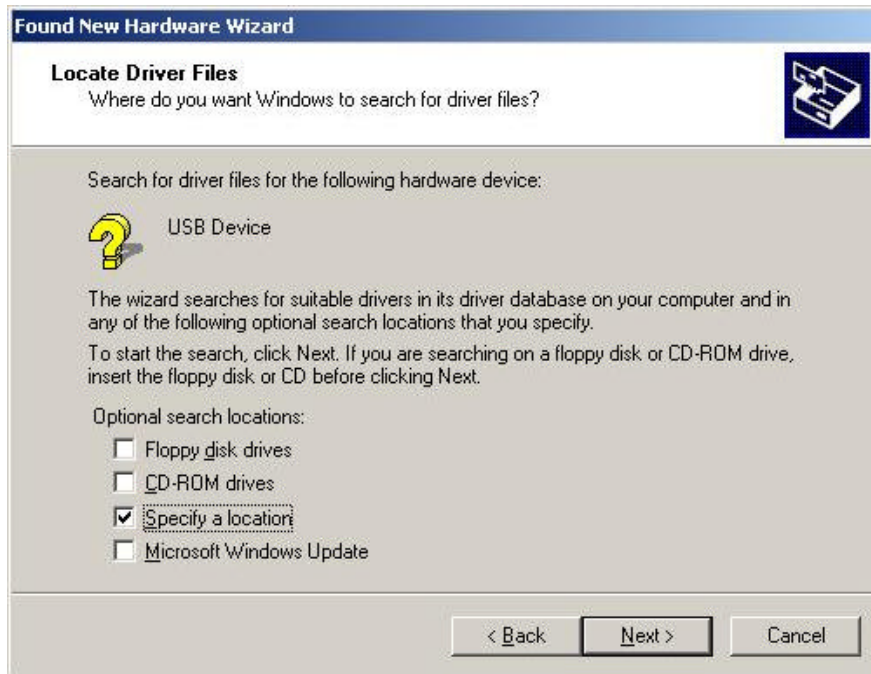 Found New Hardware Wizard
Locate Driver Files
Where do you want Windows to search for driver files?
Search for driver files for the following hardware device:
USB Device
The wizard searches for suitable drivers in its driver database on your computer and in
any of the following optional search locations that you specify.
To start the search, click Next. If you are searching on a floppy disk or CD-ROM drive,
insert the floppy disk or CD before clicking Next.
Optional search locations:
Floppy disk drives
CD-ROM drives
Specify a location
Microsoft Windows Update
< Back Next > Cancel